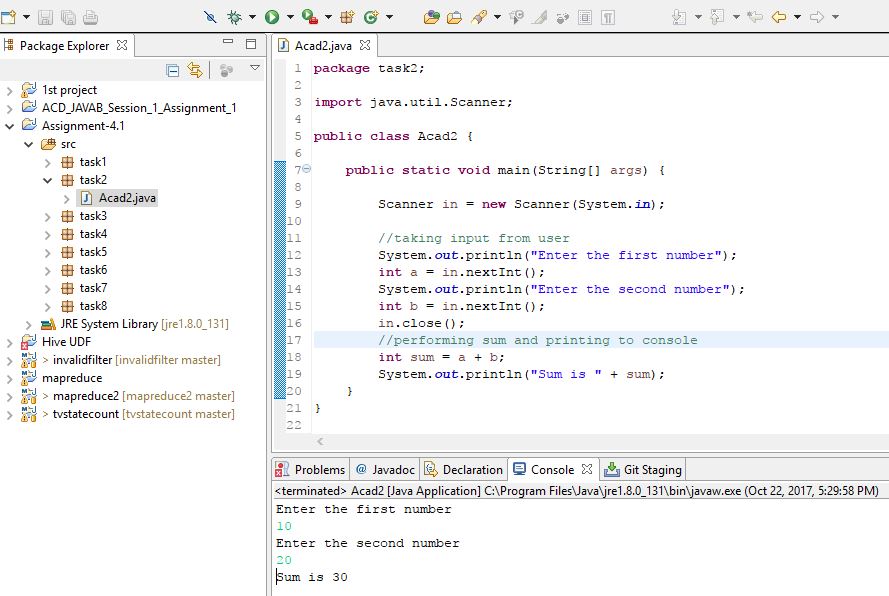 Package Explorer
1st project
ACD_JAVAB_Session_1_Assignment_1
Assignment-4.1
src
task1
task2
Acad2.java
task3
task4
task5
task6
task7
task8
JRE System Library [jre1.8.0_131]
Hive UDF
> invalidfilter [invalidfilter master]
mapreduce
> mapreduce2 [mapreduce2 master]
> tvstatecount [tvstatecount master]
Acad2.java
1 package task2;
2
3 import java.util.Scanner;
4
5 public class Acad2 {
6
7 public static void main(String[] args) {
8
9 Scanner in = new Scanner(System.in);
10
11 //taking input from user
12 System.out.println("Enter the first number");
13 int a = in.nextInt();
14 System.out.println("Enter the second number");
15 int b = in.nextInt();
16 in.close();
17 //performing sum and printing to console
18 int sum = a + b;
19 System.out.println("Sum is " + sum);
20 }
21 }
22
Problems @ Javadoc Declaration Console Git Staging
<terminated> Acad2 [Java Application] C:\Program Files\Java\jre1.8.0_131\bin\javaw.exe (Oct 22, 2017, 5:29:58 PM)
Enter the first number
10
Enter the second number
20
Sum is 30